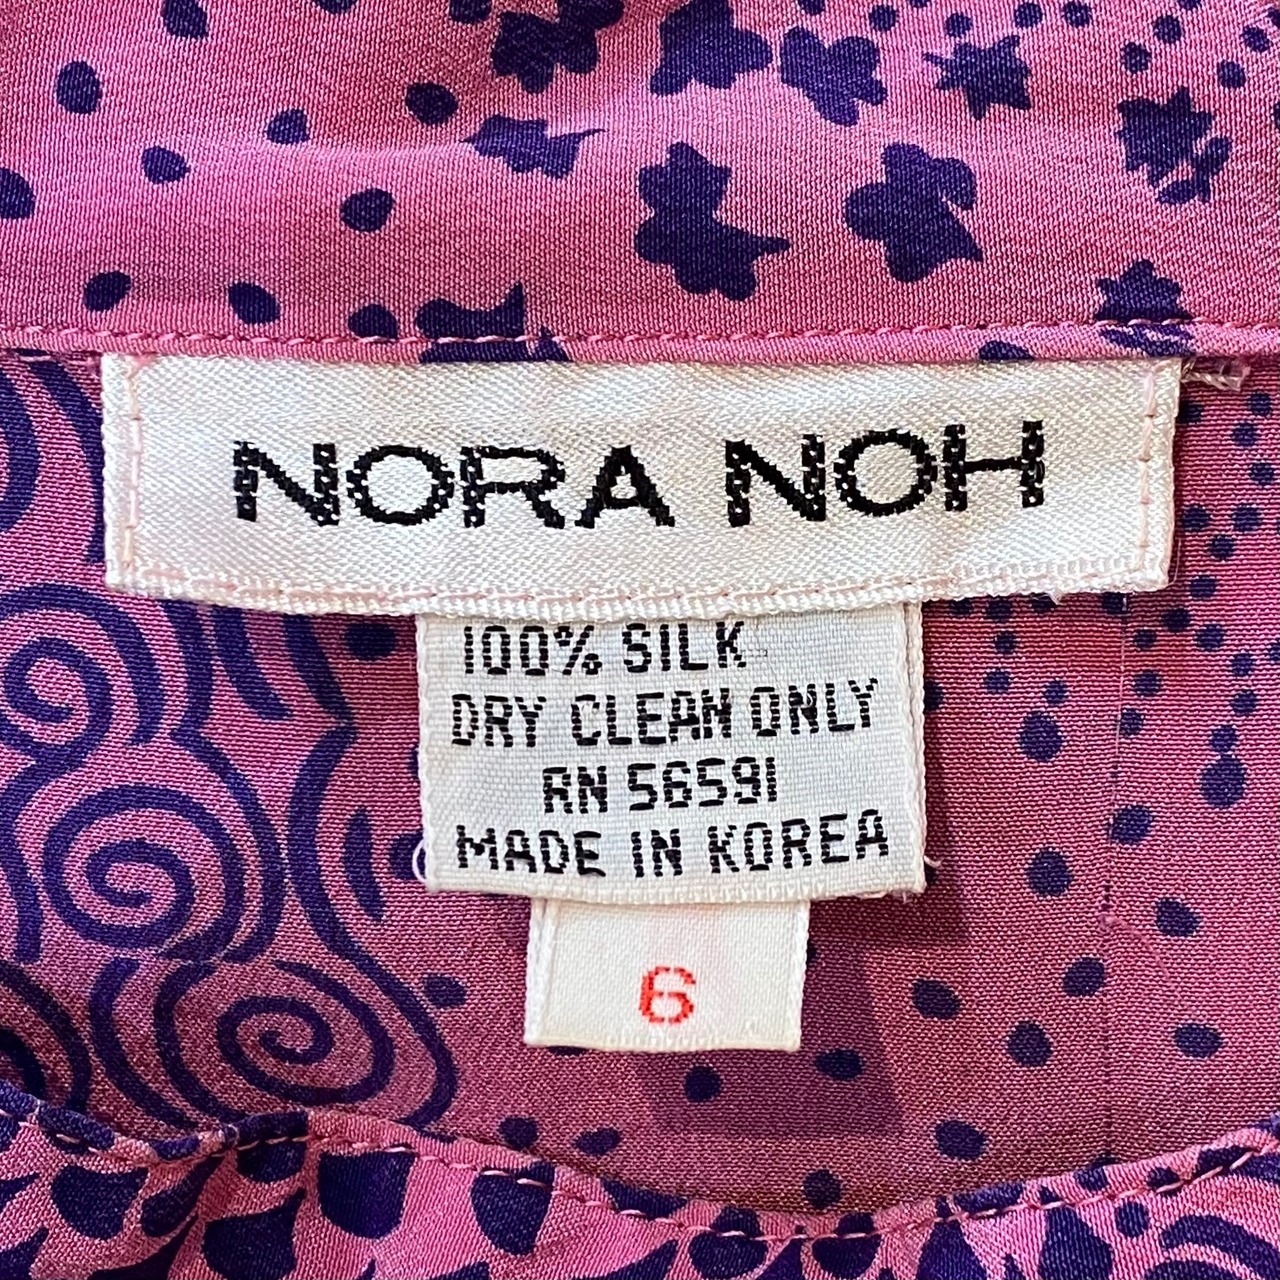 NORA NOH
100% SILK
DRY CLEAN ONLY
RN 56591
MADE IN KOREA
6